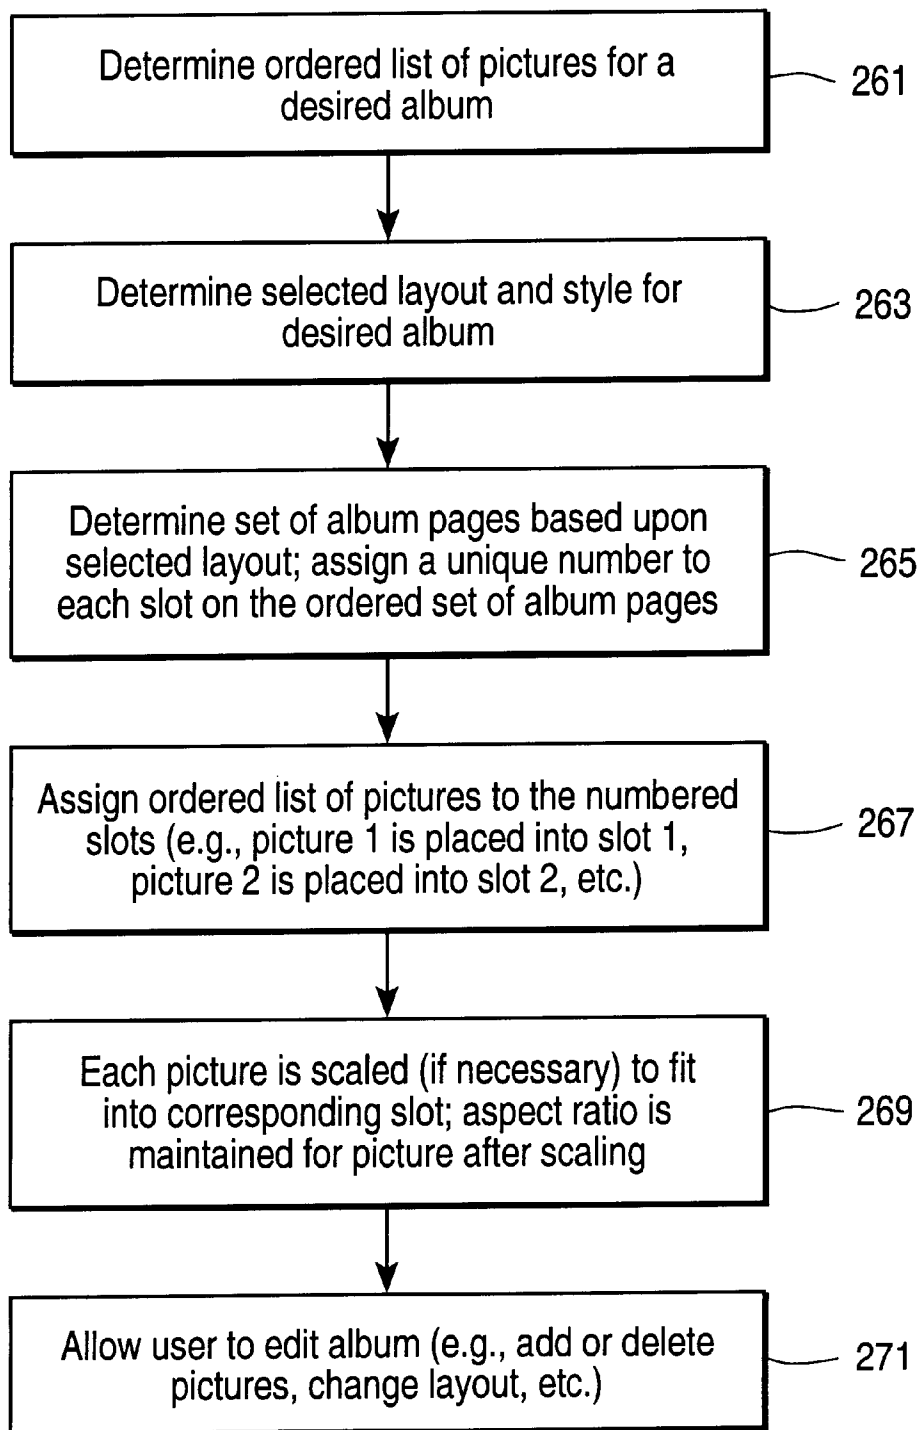 Determine ordered list of pictures for a
desired album
261
Determine selected layout and style for
desired album
263
Determine set of album pages based upon
selected layout; assign a unique number to
each slot on the ordered set of album pages
265
Assign ordered list of pictures to the numbered
slots (e.g., picture 1 is placed into slot 1,
picture 2 is placed into slot 2, etc.)
267
Each picture is scaled (if necessary) to fit
into corresponding slot; aspect ratio is
maintained for picture after scaling
269
Allow user to edit album (e.g., add or delete
pictures, change layout, etc.)
271